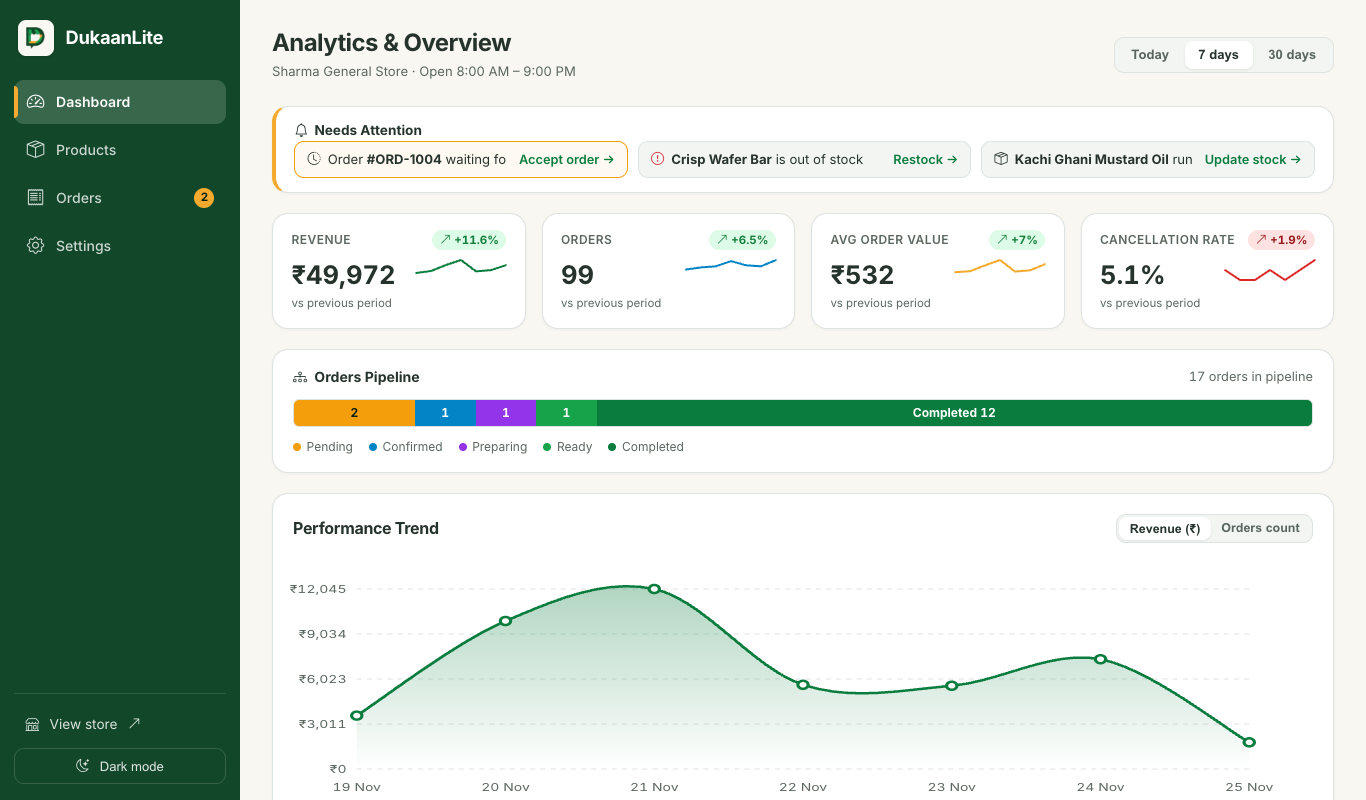 DukaanLite
Dashboard
Products
Orders 2
Settings
View store
Dark mode
Analytics & Overview
Sharma General Store · Open 8:00 AM – 9:00 PM
Today 7 days 30 days
Needs Attention
Order #ORD-1004 waiting fo Accept order →
Crisp Wafer Bar is out of stock Restock →
Kachi Ghani Mustard Oil run Update stock →
REVENUE +11.6%
₹49,972
vs previous period
ORDERS +6.5%
99
vs previous period
AVG ORDER VALUE +7%
₹532
vs previous period
CANCELLATION RATE +1.9%
5.1%
vs previous period
Orders Pipeline 17 orders in pipeline
2 1 1 1 Completed 12
Pending Confirmed Preparing Ready Completed
Performance Trend Revenue (₹) Orders count
₹12,045
₹9,034
₹6,023
₹3,011
₹0
19 Nov 20 Nov 21 Nov 22 Nov 23 Nov 24 Nov 25 Nov